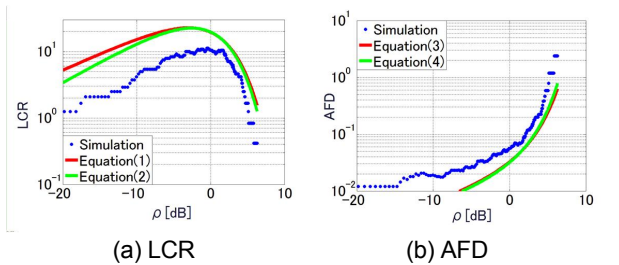 10^1
10^0
10^-1
LCR
Simulation
Equation(1)
Equation(2)
-20 -10 0 10
ρ [dB]
10^1
10^0
10^-1
10^-2
AFD
Simulation
Equation(3)
Equation(4)
-20 -10 0 10
ρ [dB]
(a) LCR
(b) AFD